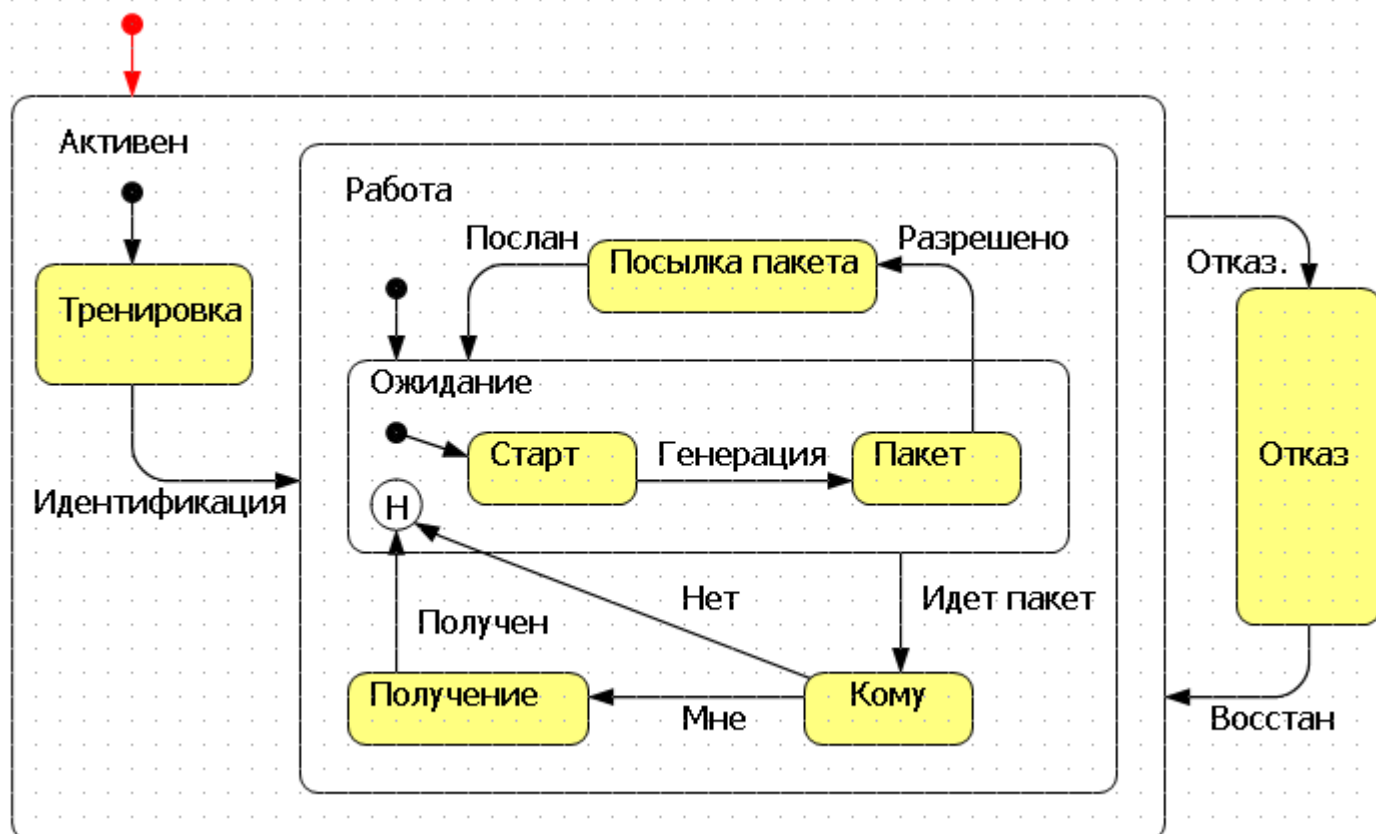 Активен
Работа
Послан
Разрешено
Посылка пакета
Отказ.
Тренировка
Ожидание
Старт
Генерация
Пакет
Отказ
Идентификация
H
Нет
Идет пакет
Получен
Получение
Мне
Кому
Восстан